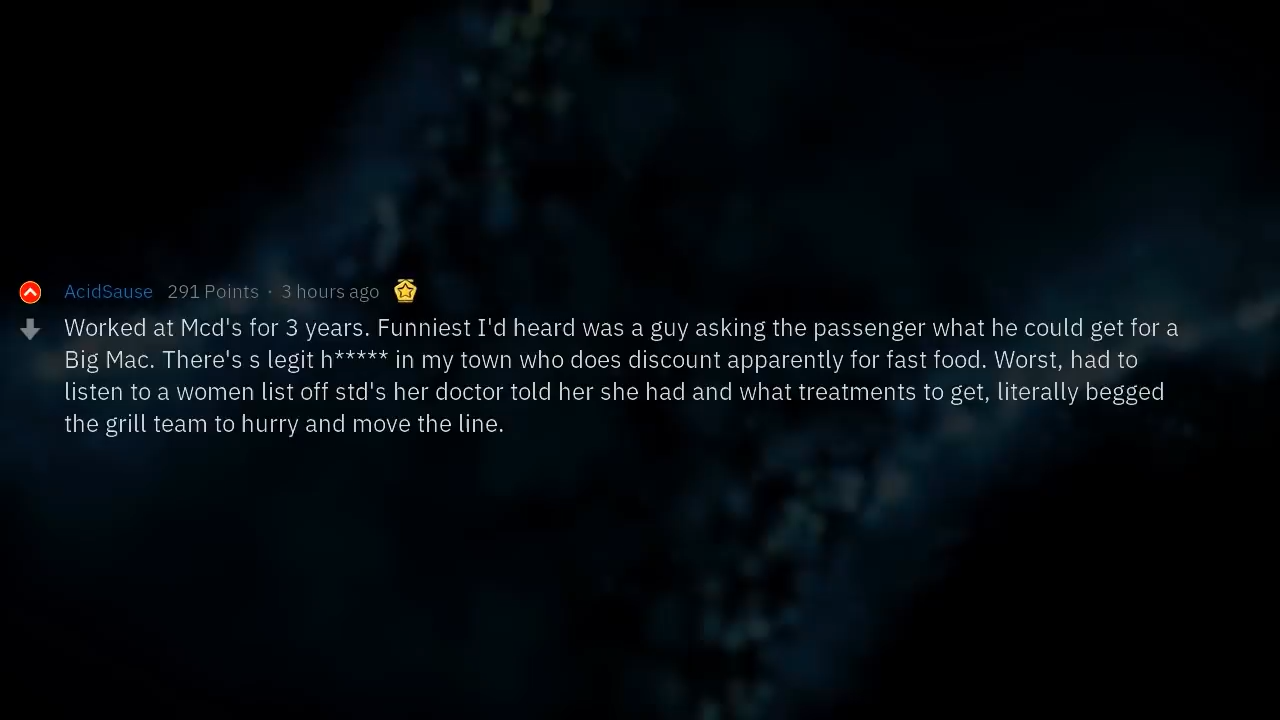 AcidSause 291 Points · 3 hours ago
Worked at Mcd's for 3 years. Funniest I'd heard was a guy asking the passenger what he could get for a
Big Mac. There's s legit h***** in my town who does discount apparently for fast food. Worst, had to
listen to a women list off std's her doctor told her she had and what treatments to get, literally begged
the grill team to hurry and move the line.